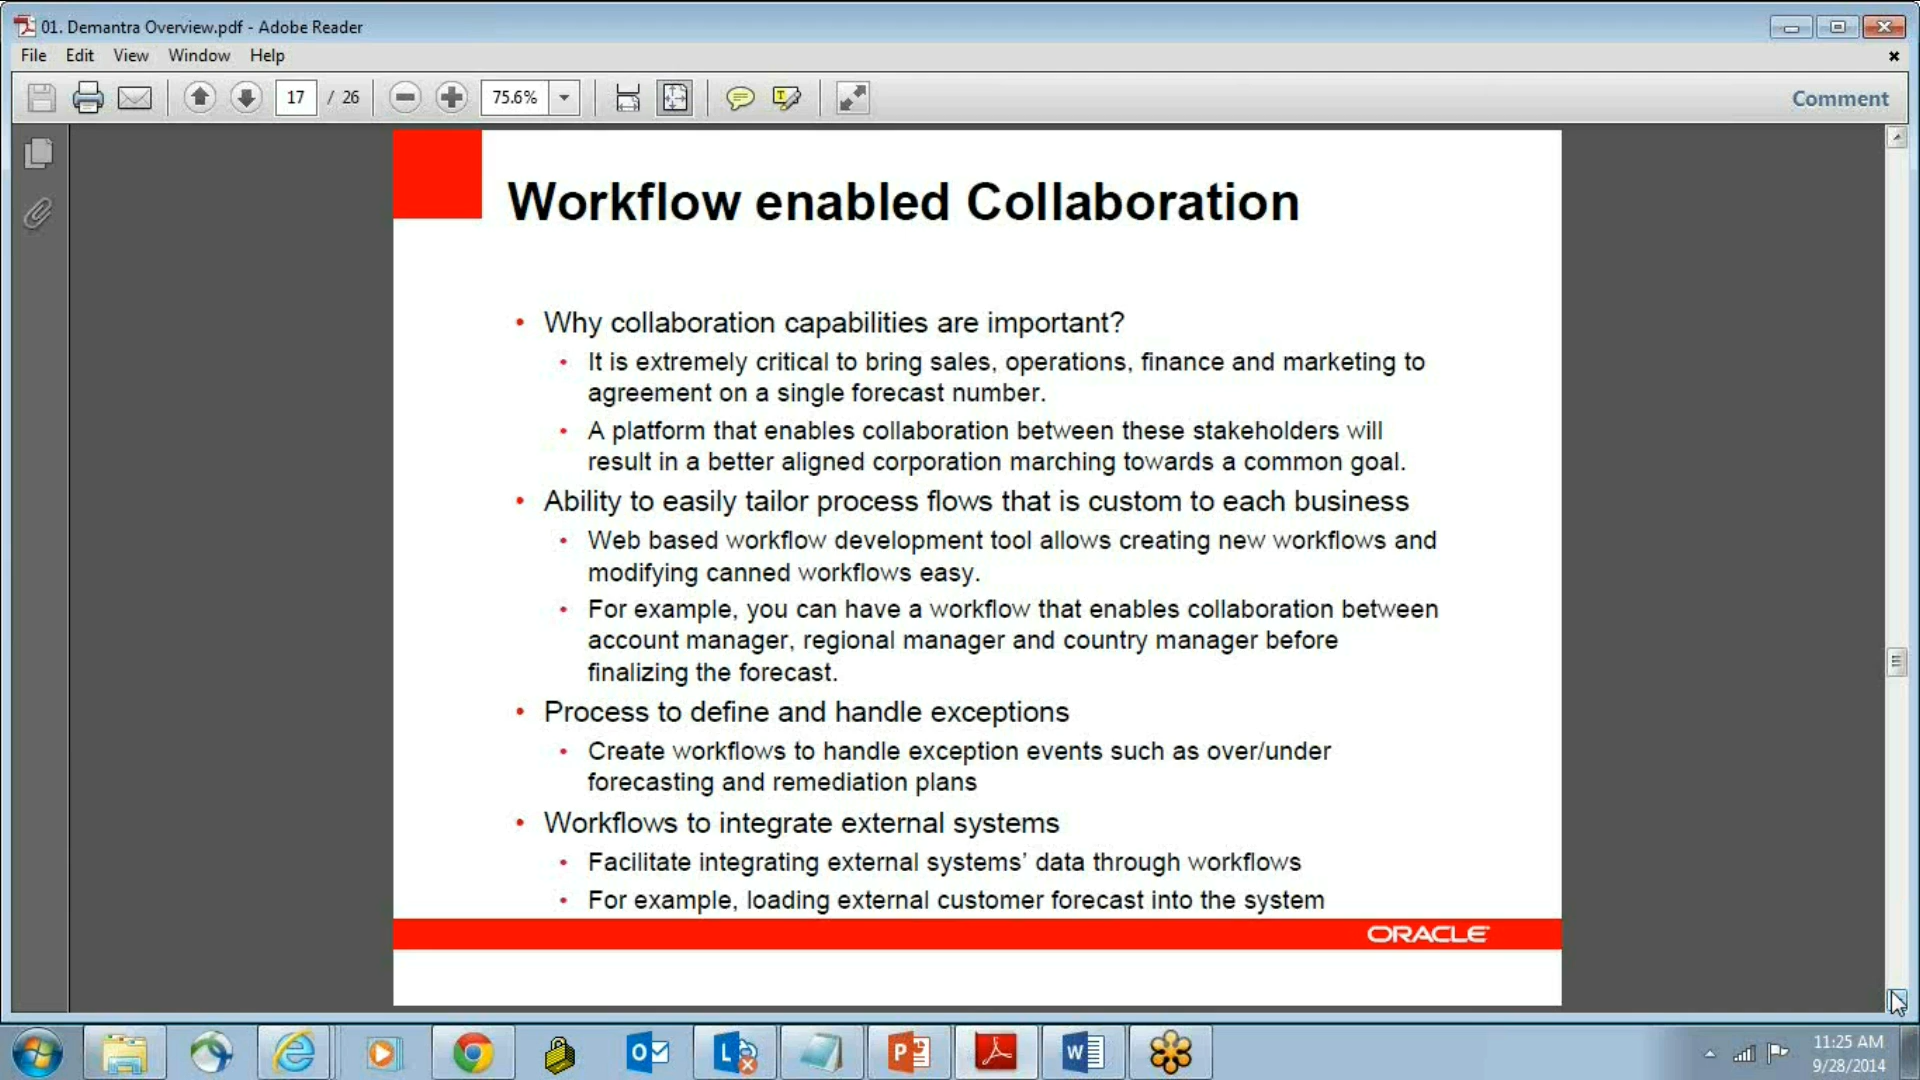 01. Demantra Overview.pdf - Adobe Reader
File Edit View Window Help
17 / 26 75.6% Comment
Workflow enabled Collaboration
• Why collaboration capabilities are important?
• It is extremely critical to bring sales, operations, finance and marketing to
agreement on a single forecast number.
• A platform that enables collaboration between these stakeholders will
result in a better aligned corporation marching towards a common goal.
• Ability to easily tailor process flows that is custom to each business
• Web based workflow development tool allows creating new workflows and
modifying canned workflows easy.
• For example, you can have a workflow that enables collaboration between
account manager, regional manager and country manager before
finalizing the forecast.
• Process to define and handle exceptions
• Create workflows to handle exception events such as over/under
forecasting and remediation plans
• Workflows to integrate external systems
• Facilitate integrating external systems' data through workflows
• For example, loading external customer forecast into the system
ORACLE
11:25 AM
9/28/2014